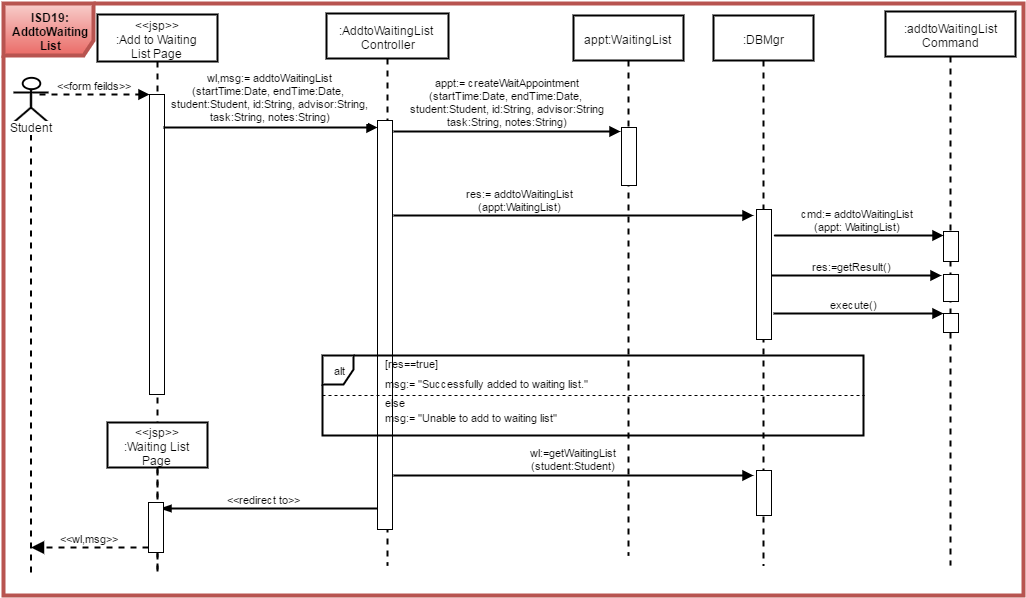 ISD19:
AddtoWaiting
List
<<jsp>>
:Add to Waiting
List Page
:AddtoWaitingList
Controller
appt:WaitingList
:DBMgr
:addtoWaitingList
Command
Student
<<form feilds>>
wl,msg:= addtoWaitingList
(startTime:Date, endTime:Date,
student:Student, id:String, advisor:String,
task:String, notes:String)
appt:= createWaitAppointment
(startTime:Date, endTime:Date,
student:Student, id:String, advisor:String
task:String, notes:String)
res:= addtoWaitingList
(appt:WaitingList)
cmd:= addtoWaitingList
(appt: WaitingList)
res:=getResult()
execute()
alt
[res==true]
msg:= "Successfully added to waiting list."
else
msg:= "Unable to add to waiting list"
<<jsp>>
:Waiting List
Page
wl:=getWaitingList
(student:Student)
<<redirect to>>
<<wl,msg>>